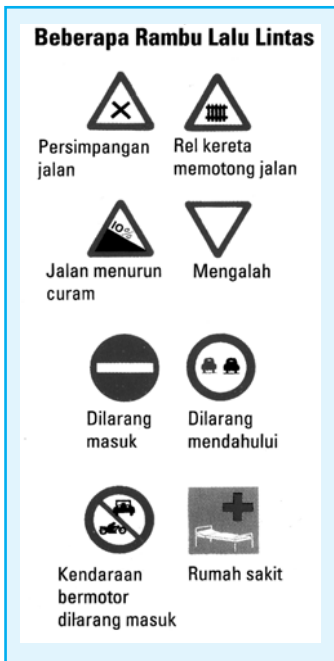 Beberapa Rambu Lalu Lintas
Persimpangan
jalan
Rel kereta
memotong jalan
10%
Jalan menurun
curam
Mengalah
Dilarang
masuk
Dilarang
mendahului
Kendaraan
bermotor
dilarang masuk
Rumah sakit